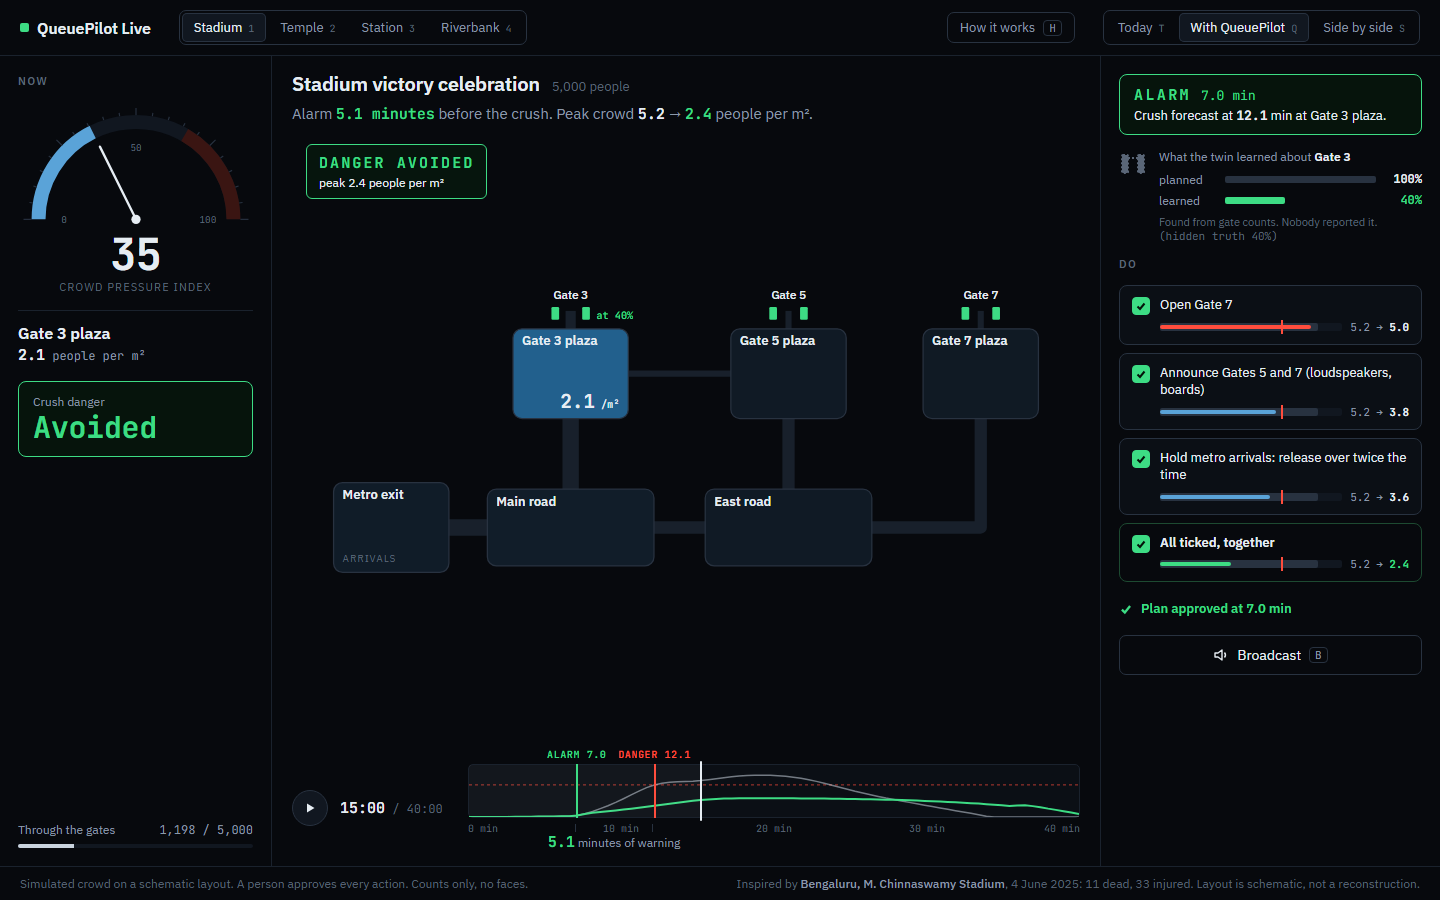 QueuePilot Live
Stadium 1
Temple 2
Station 3
Riverbank 4
How it works H
Today T
With QueuePilot Q
Side by side S
NOW
50
0
100
35
CROWD PRESSURE INDEX
Gate 3 plaza
2.1 people per m²
Crush danger
Avoided
Through the gates 1,198 / 5,000
Stadium victory celebration 5,000 people
Alarm 5.1 minutes before the crush. Peak crowd 5.2 → 2.4 people per m².
DANGER AVOIDED
peak 2.4 people per m²
Gate 3
at 40%
Gate 5
Gate 7
Gate 3 plaza
2.1 /m²
Gate 5 plaza
Gate 7 plaza
Metro exit
ARRIVALS
Main road
East road
ALARM 7.0 DANGER 12.1
15:00 / 40:00
0 min 10 min 20 min 30 min 40 min
5.1 minutes of warning
ALARM 7.0 min
Crush forecast at 12.1 min at Gate 3 plaza.
What the twin learned about Gate 3
planned 100%
learned 40%
Found from gate counts. Nobody reported it.
(hidden truth 40%)
DO
Open Gate 7
5.2 → 5.0
Announce Gates 5 and 7 (loudspeakers,
boards)
5.2 → 3.8
Hold metro arrivals: release over twice the
time
5.2 → 3.6
All ticked, together
5.2 → 2.4
Plan approved at 7.0 min
Broadcast B
Simulated crowd on a schematic layout. A person approves every action. Counts only, no faces.
Inspired by Bengaluru, M. Chinnaswamy Stadium, 4 June 2025: 11 dead, 33 injured. Layout is schematic, not a reconstruction.